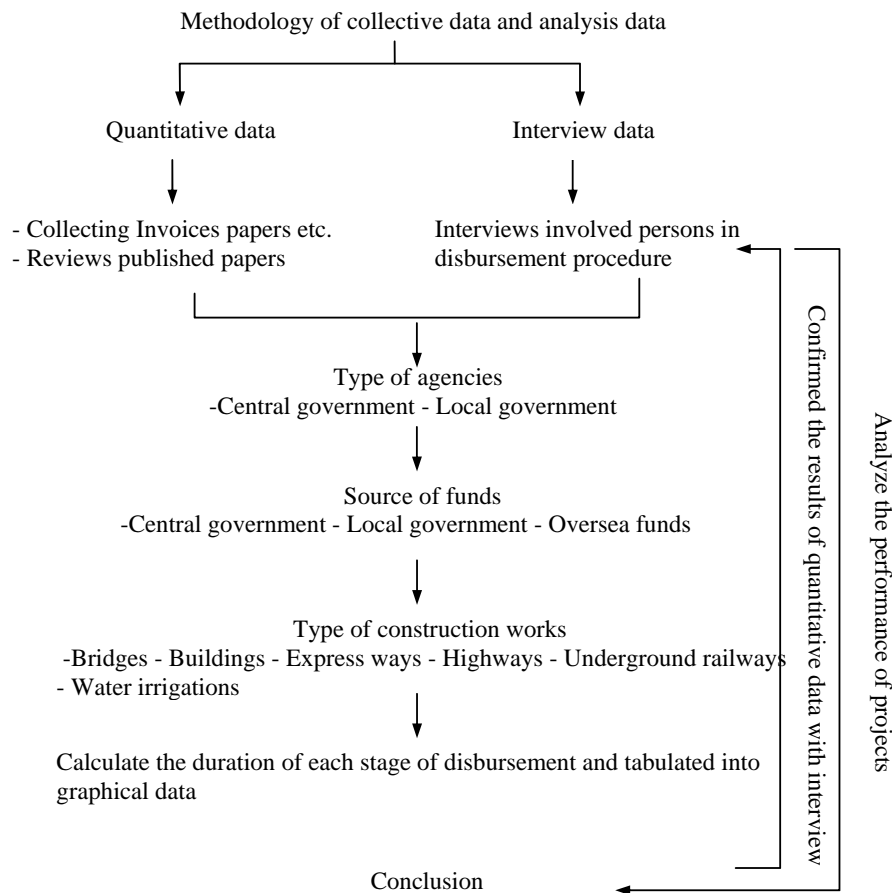 Methodology of collective data and analysis data
Quantitative data
Interview data
- Collecting Invoices papers etc.
- Reviews published papers
Interviews involved persons in
disbursement procedure
Type of agencies
-Central government - Local government
Source of funds
-Central government - Local government - Oversea funds
Type of construction works
-Bridges - Buildings - Express ways - Highways - Underground railways
- Water irrigations
Calculate the duration of each stage of disbursement and tabulated into
graphical data
Conclusion
Confirmed the results of quantitative data with interview
Analyze the performance of projects